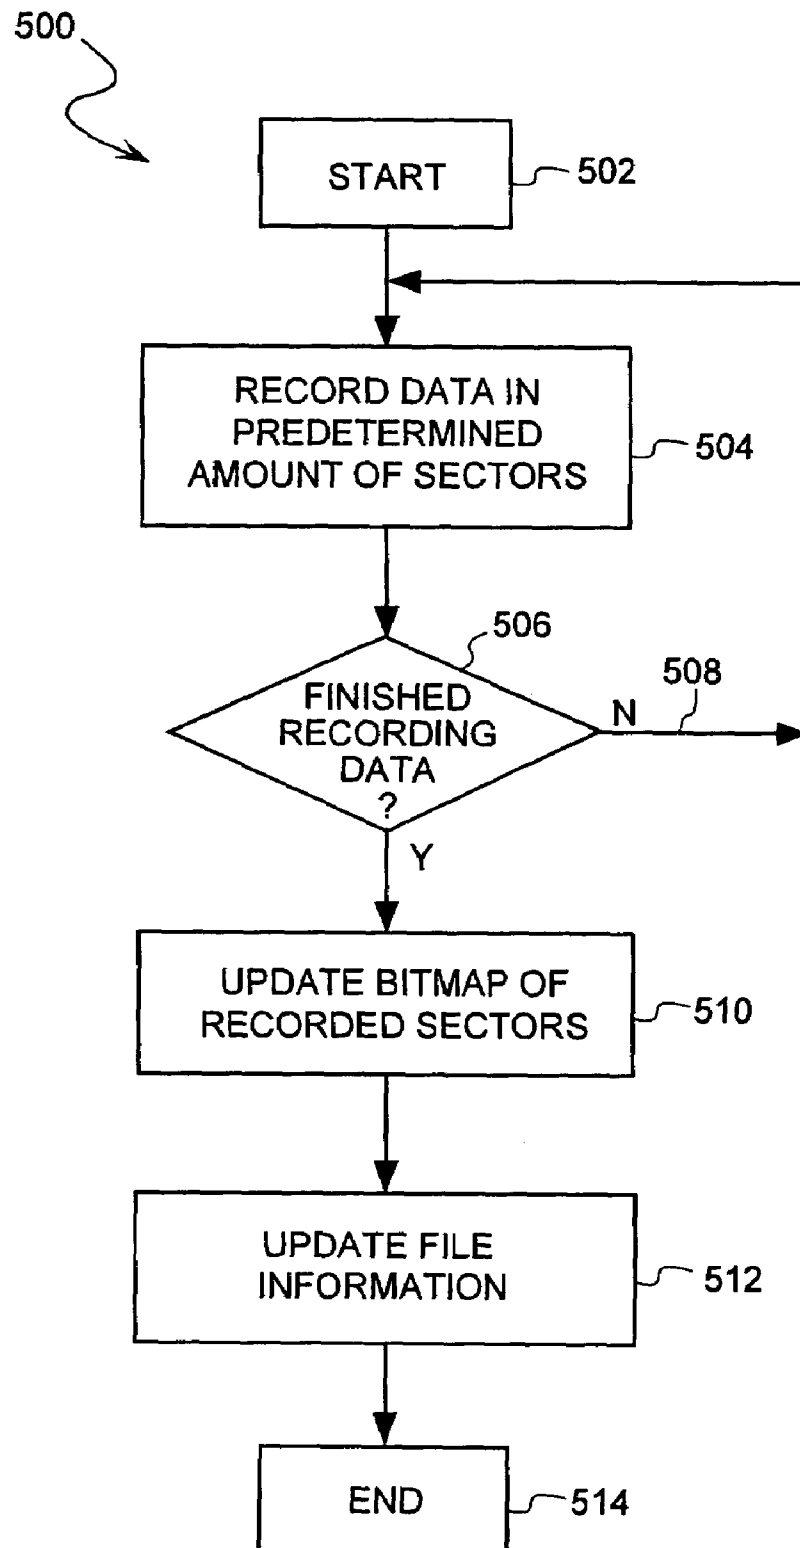 500
START
502
RECORD DATA IN
PREDETERMINED
AMOUNT OF SECTORS
504
506
FINISHED
RECORDING
DATA
?
N
508
Y
UPDATE BITMAP OF
RECORDED SECTORS
510
UPDATE FILE
INFORMATION
512
END
514